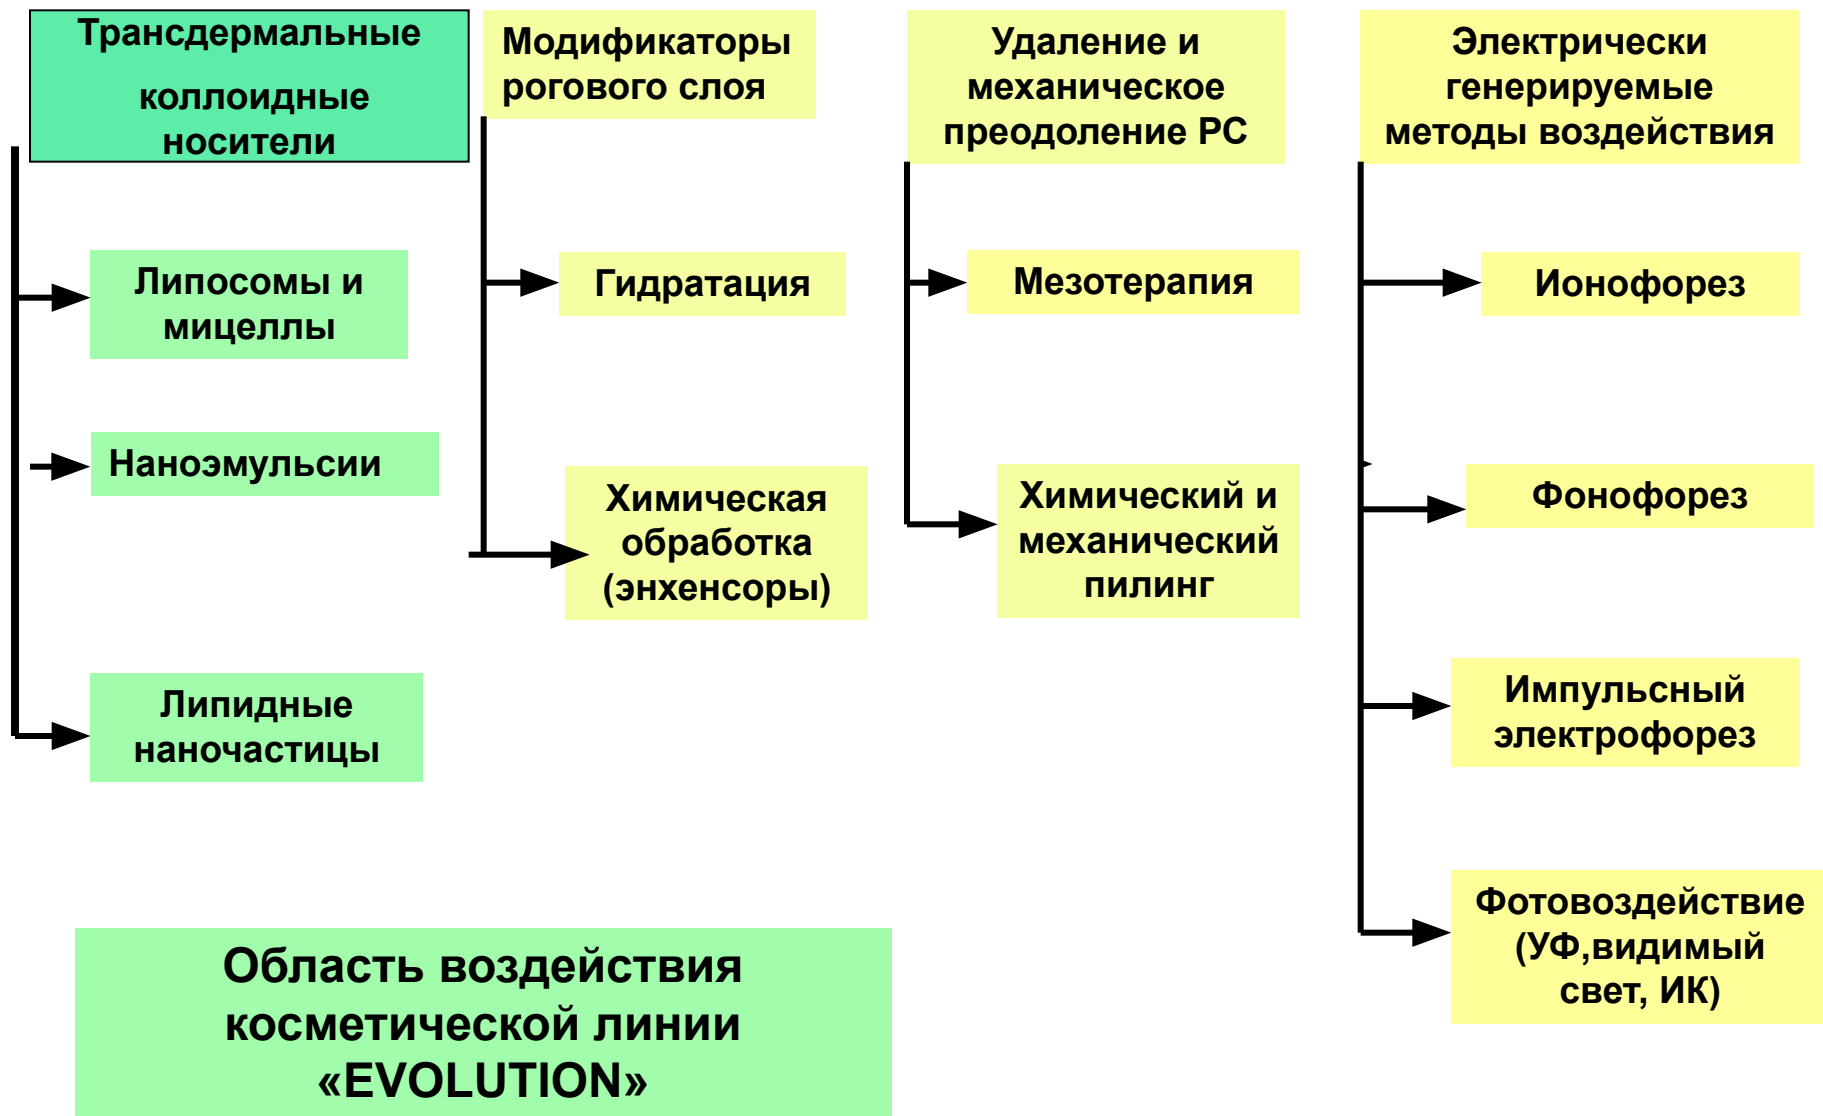 Трансдермальные
коллоидные
носители
Липосомы и
мицеллы
Наноэмульсии
Липидные
наночастицы
Модификаторы
рогового слоя
Гидратация
Химическая
обработка
(энхенсоры)
Удаление и
механическое
преодоление РС
Мезотерапия
Химический и
механический
пилинг
Электрически
генерируемые
методы воздействия
Ионофорез
Фонофорез
Импульсный
электрофорез
Фотовоздействие
(УФ,видимый
свет, ИК)
Область воздействия
косметической линии
«EVOLUTION»